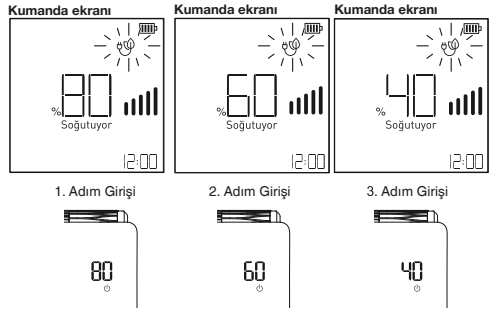 Kumanda ekranı
Kumanda ekranı
Kumanda ekranı
%80
Soğutuyor
12:00
%60
Soğutuyor
12:00
%40
Soğutuyor
12:00
1. Adım Girişi
2. Adım Girişi
3. Adım Girişi
80
60
40